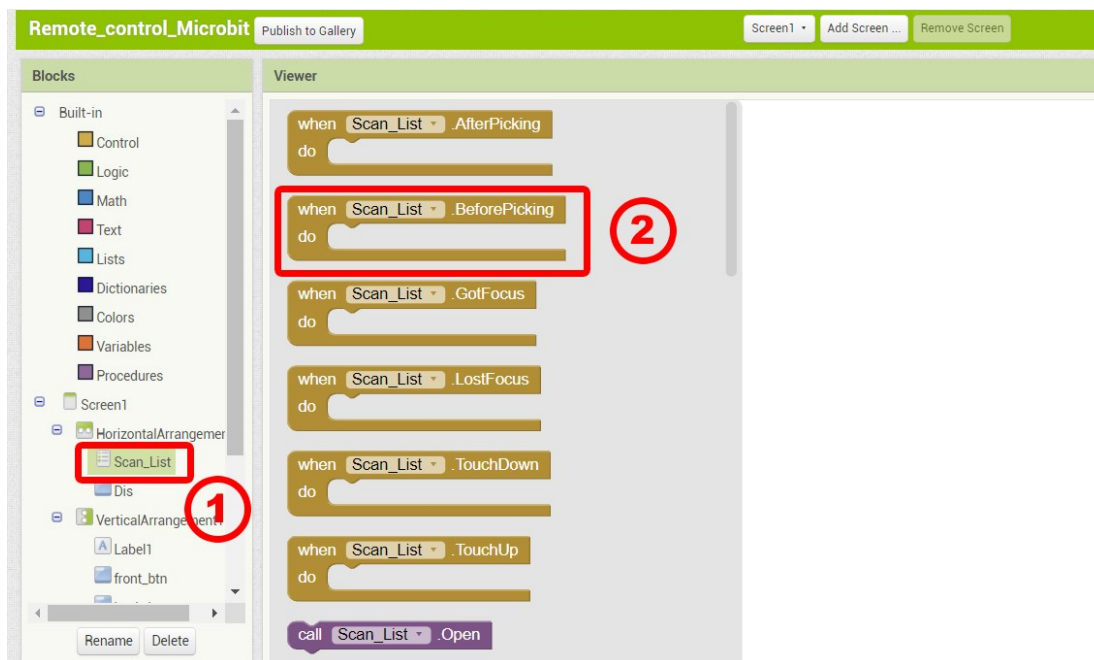 Remote_control_Microbit Publish to Gallery Screen1 Add Screen ... Remove Screen
Blocks
Built-in
Control
Logic
Math
Text
Lists
Dictionaries
Colors
Variables
Procedures
Screen1
HorizontalArrangemer
Scan_List
Dis
1
Label1
front_btn
Rename Delete
Viewer
when Scan_List .AfterPicking
do
when Scan_List .BeforePicking
do
2
when Scan_List .GotFocus
do
when Scan_List .LostFocus
do
when Scan_List .TouchDown
do
when Scan_List .TouchUp
do
call Scan_List .Open